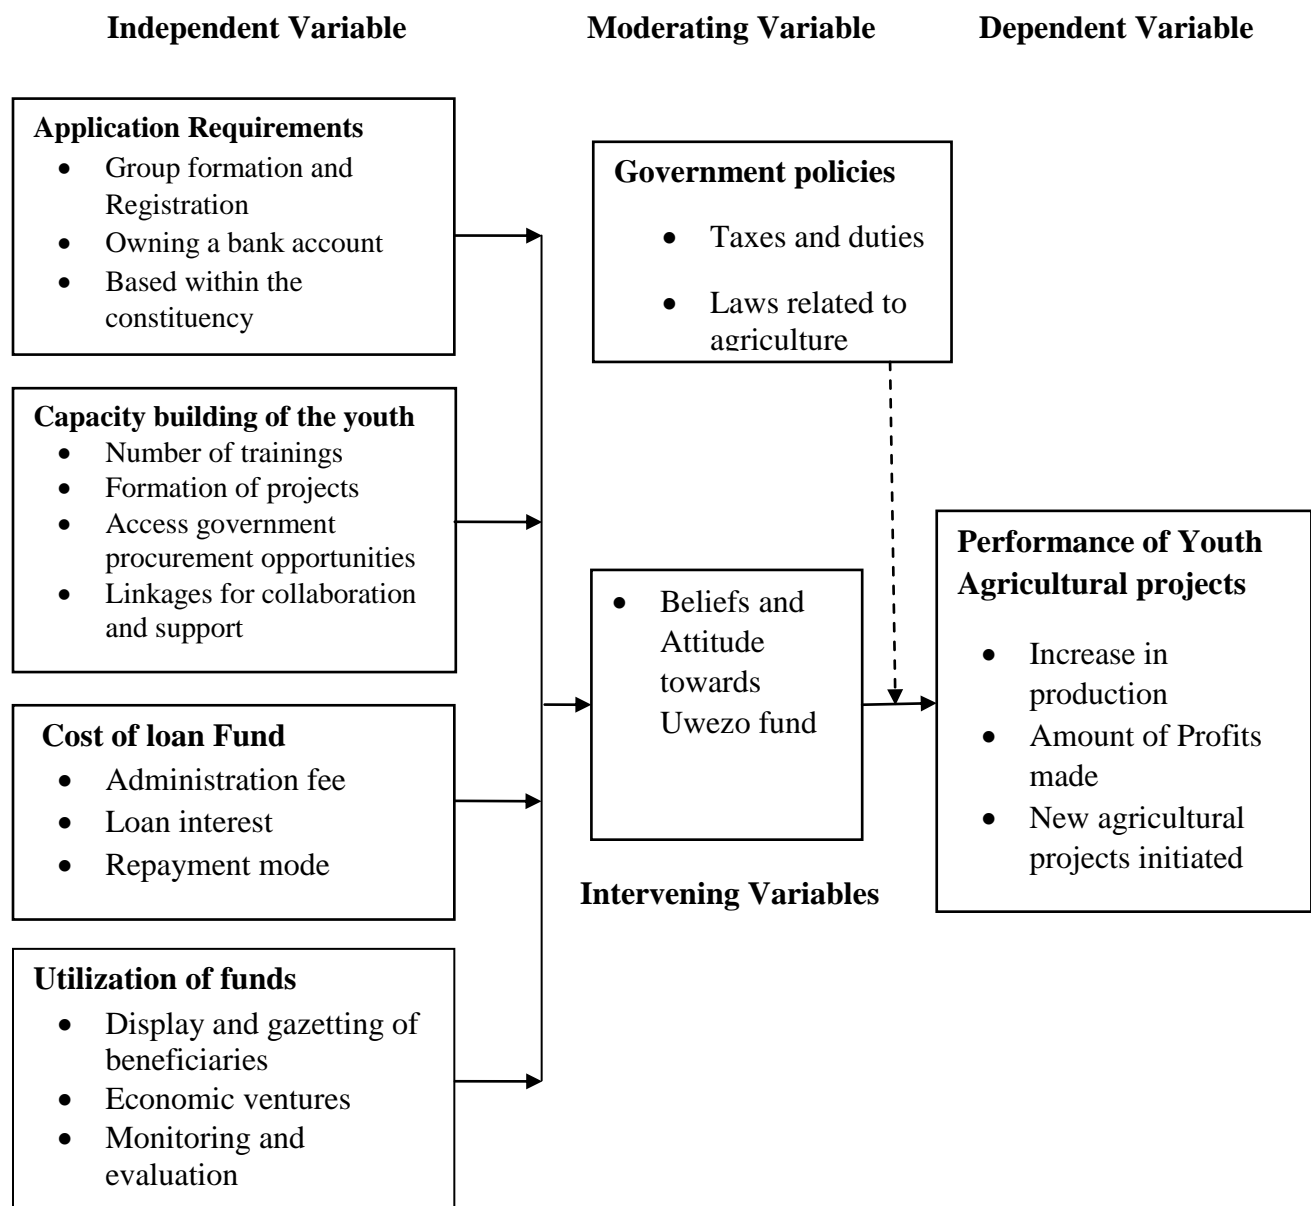 Independent Variable
Moderating Variable
Dependent Variable
Application Requirements
• Group formation and
Registration
• Owning a bank account
• Based within the
constituency
Capacity building of the youth
• Number of trainings
• Formation of projects
• Access government
procurement opportunities
• Linkages for collaboration
and support
Cost of loan Fund
• Administration fee
• Loan interest
• Repayment mode
Utilization of funds
• Display and gazetting of
beneficiaries
• Economic ventures
• Monitoring and
evaluation
Government policies
• Taxes and duties
• Laws related to
agriculture
• Beliefs and
Attitude
towards
Uwezo fund
Intervening Variables
Performance of Youth
Agricultural projects
• Increase in
production
• Amount of Profits
made
• New agricultural
projects initiated